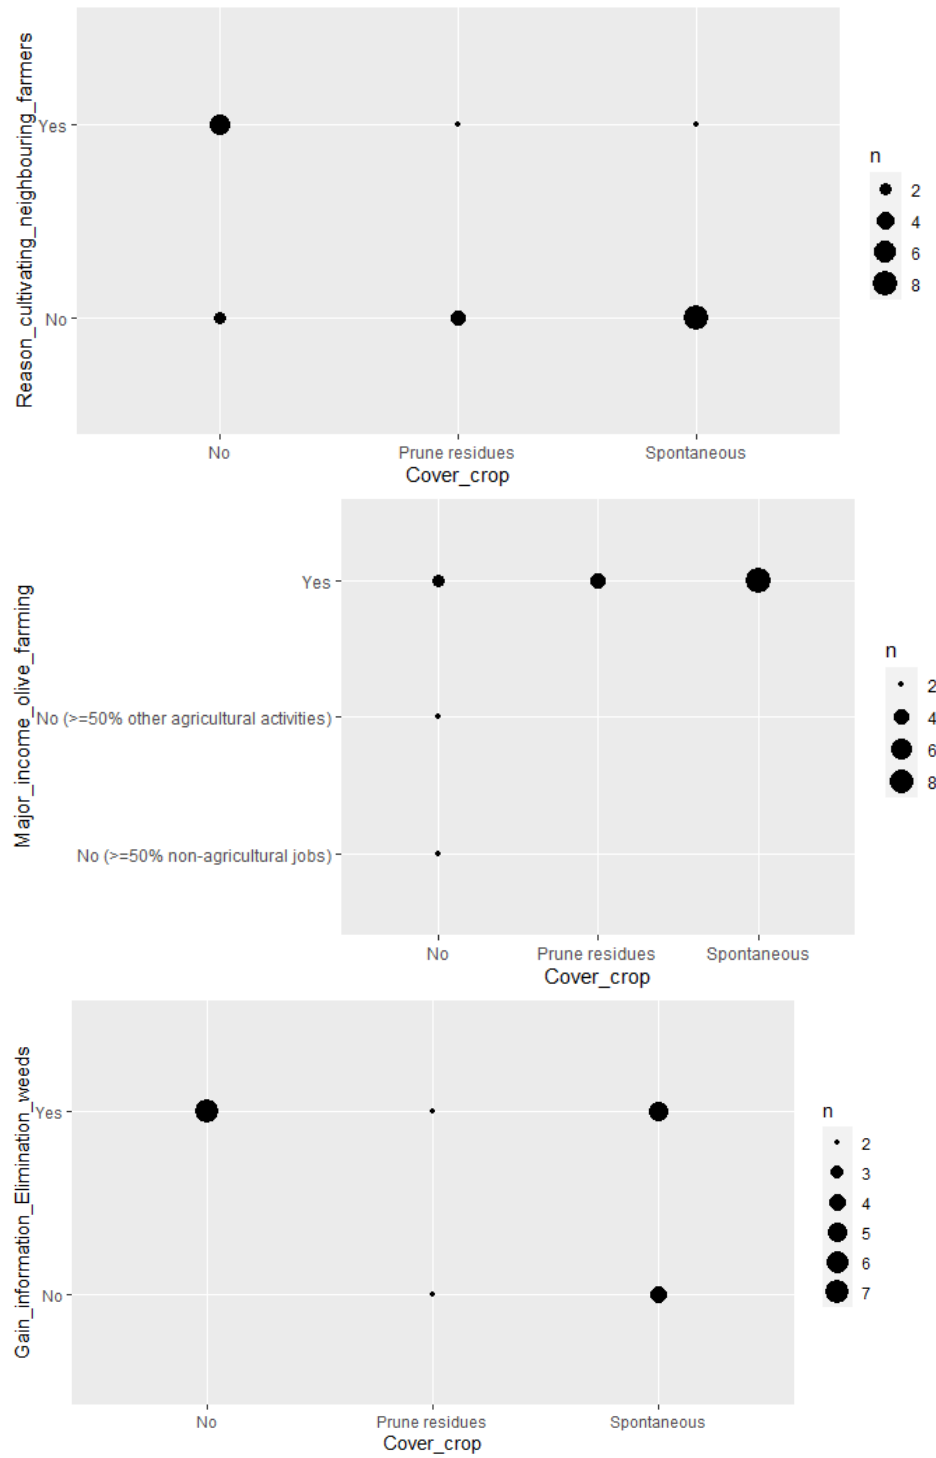 Reason_cultivating_neighbouring_farmers
Yes
No
No
Prune residues
Spontaneous
Cover_crop
n
2
4
6
8
Major_income_olive_farming
Yes
No (>=50% other agricultural activities)
No (>=50% non-agricultural jobs)
No
Prune residues
Spontaneous
Cover_crop
n
2
4
6
8
Gain_information_Elimination_weeds
Yes
No
No
Prune residues
Spontaneous
Cover_crop
n
2
3
4
5
6
7